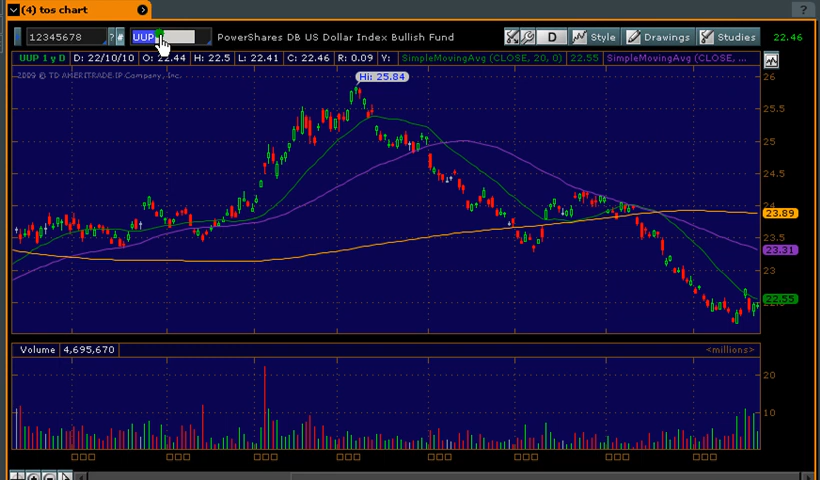 (4) tos chart
?
12345678 ? # UUP PowerShares DB US Dollar Index Bullish Fund D Style Drawings Studies 22.46
UUP 1 y D D: 22/10/10 O: 22.44 H: 22.5 L: 22.41 C: 22.46 R: 0.09 Y: SimpleMovingAvg (CLOSE, 20, 0) 22.55 SimpleMovingAvg (CLOSE, ...
2009 © TD AMERITRADE IP Company, Inc.
Hi: 25.84
26
25.5
25
24.5
24
23.89
23.5
23.31
23
22.55
Volume 4,695,670 <millions>
20
10